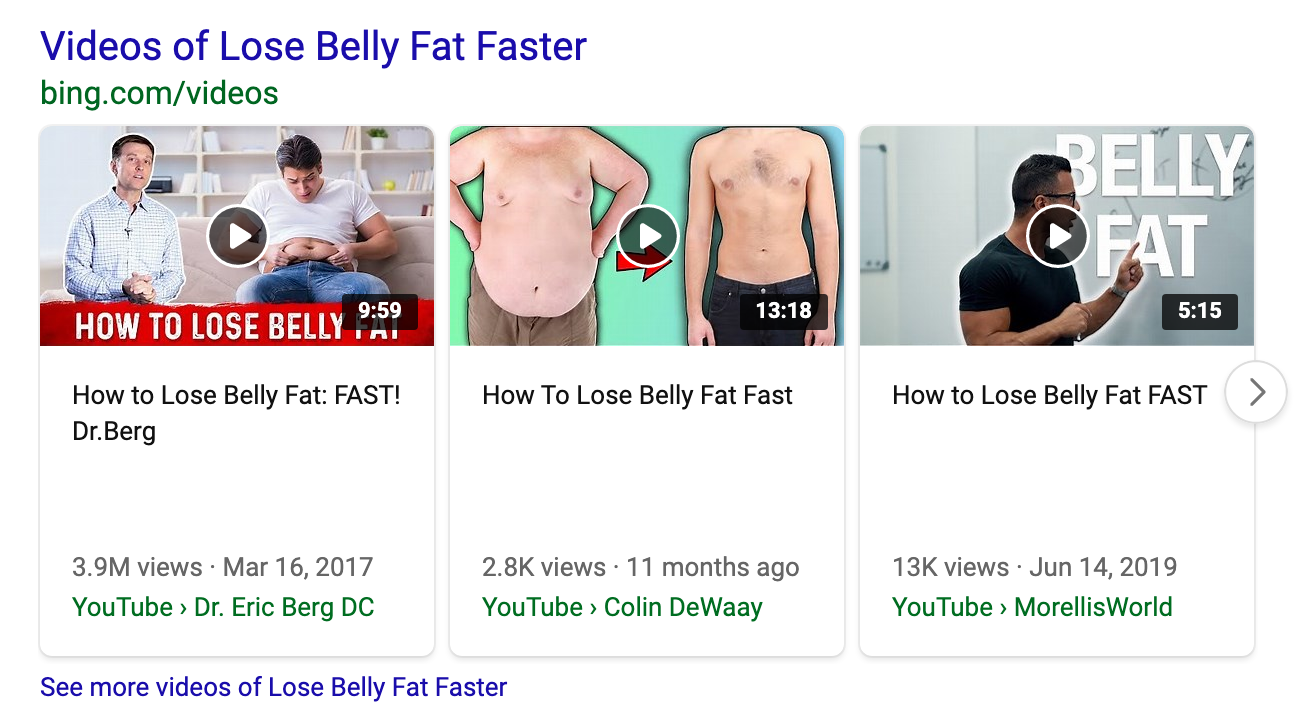 Videos of Lose Belly Fat Faster
bing.com/videos
HOW TO LOSE BELLY FAT
9:59
13:18
BELLY
FAT
5:15
How to Lose Belly Fat: FAST!
Dr.Berg
How To Lose Belly Fat Fast
How to Lose Belly Fat FAST
3.9M views · Mar 16, 2017
YouTube › Dr. Eric Berg DC
2.8K views · 11 months ago
YouTube › Colin DeWaay
13K views · Jun 14, 2019
YouTube › MorellisWorld
See more videos of Lose Belly Fat Faster